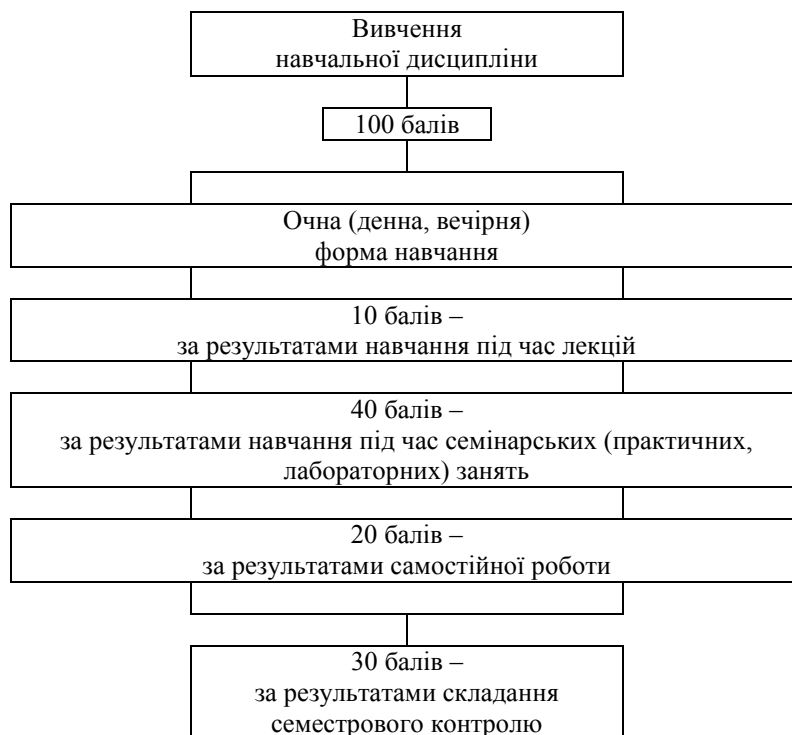 Вивчення
навчальної дисципліни
100 балів
Очна (денна, вечірня)
форма навчання
10 балів –
за результатами навчання під час лекцій
40 балів –
за результатами навчання під час семінарських (практичних,
лабораторних) занять
20 балів –
за результатами самостійної роботи
30 балів –
за результатами складання
семестрового контролю